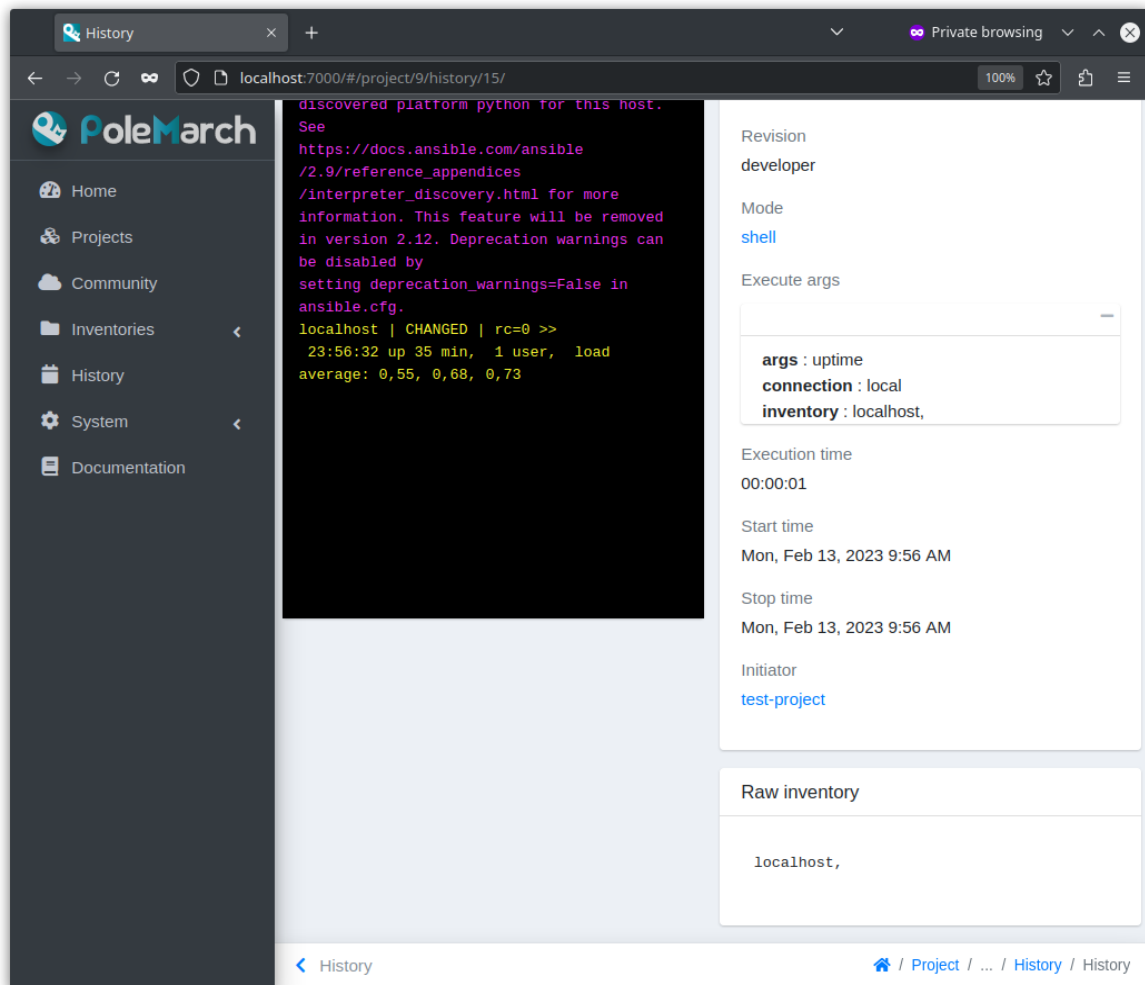 History
Private browsing
localhost:7000/#/project/9/history/15/
100%
PoleMarch
Home
Projects
Community
Inventories
History
System
Documentation
discovered platform python for this host.
See
https://docs.ansible.com/ansible
/2.9/reference_appendices
/interpreter_discovery.html for more
information. This feature will be removed
in version 2.12. Deprecation warnings can
be disabled by
setting deprecation_warnings=False in
ansible.cfg.
localhost | CHANGED | rc=0 >>
23:56:32 up 35 min,  1 user,  load
average: 0,55, 0,68, 0,73
Revision
developer
Mode
shell
Execute args
args : uptime
connection : local
inventory : localhost,
Execution time
00:00:01
Start time
Mon, Feb 13, 2023 9:56 AM
Stop time
Mon, Feb 13, 2023 9:56 AM
Initiator
test-project
Raw inventory
localhost,
History
/ Project / ... / History / History